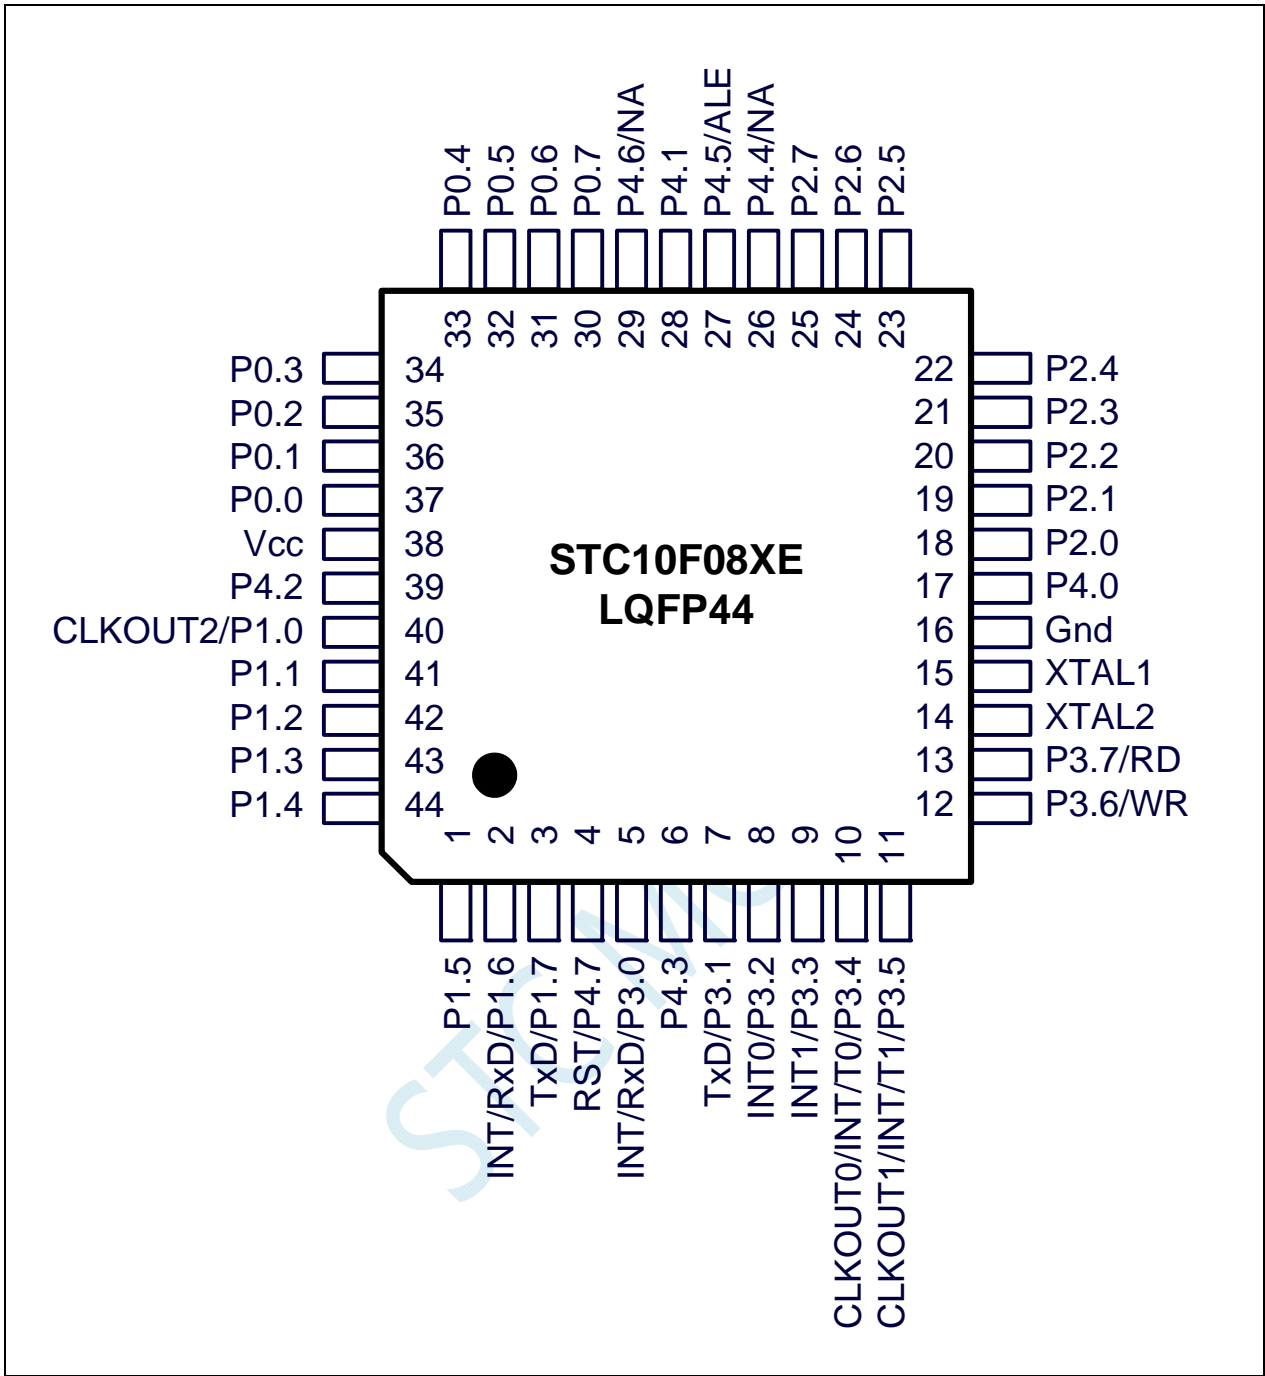 P0.4
P0.5
P0.6
P0.7
P4.6/NA
P4.1
P4.5/ALE
P4.4/NA
P2.7
P2.6
P2.5
33
32
31
30
29
28
27
26
25
24
23
P0.3 34
P0.2 35
P0.1 36
P0.0 37
Vcc 38
P4.2 39
CLKOUT2/P1.0 40
P1.1 41
P1.2 42
P1.3 43
P1.4 44
STC10F08XE
LQFP44
22 P2.4
21 P2.3
20 P2.2
19 P2.1
18 P2.0
17 P4.0
16 Gnd
15 XTAL1
14 XTAL2
13 P3.7/RD
12 P3.6/WR
1
2
3
4
5
6
7
8
9
10
11
P1.5
INT/RxD/P1.6
TxD/P1.7
RST/P4.7
INT/RxD/P3.0
P4.3
TxD/P3.1
INT0/P3.2
INT1/P3.3
CLKOUT0/INT/T0/P3.4
CLKOUT1/INT/T1/P3.5
STC